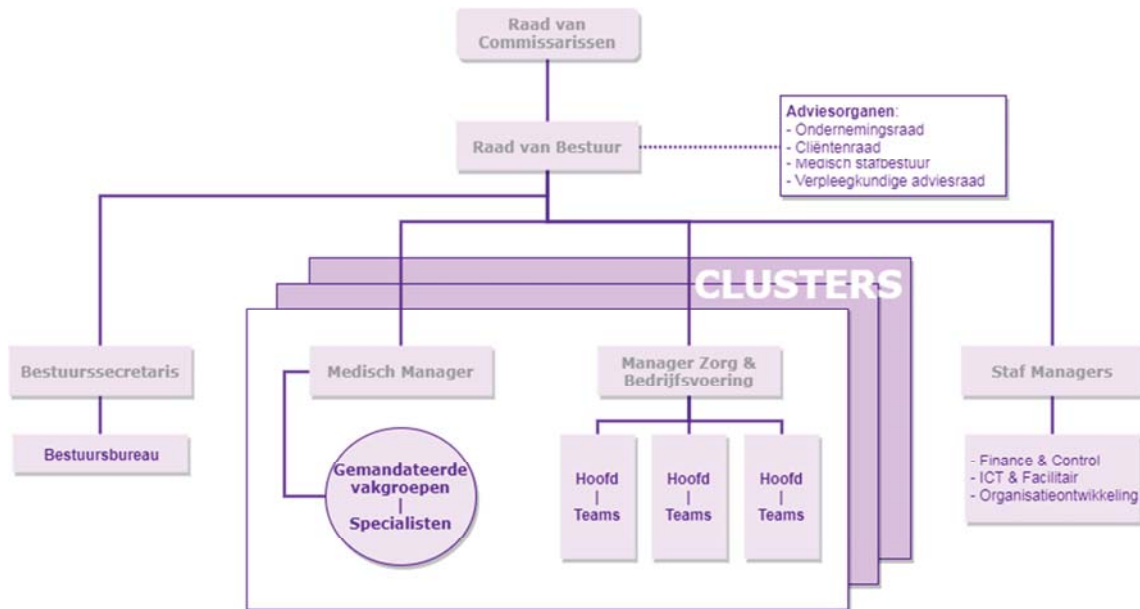 Raad van
Commissarissen
Raad van Bestuur
Adviesorganen:
- Ondernemingsraad
- Cliëntenraad
- Medisch stafbestuur
- Verpleegkundige adviesraad
CLUSTERS
Bestuurssecretaris
Medisch Manager
Manager Zorg &
Bedrijfsvoering
Staf Managers
Bestuursbureau
Gemandateerde
vakgroepen
|
Specialisten
Hoofd
|
Teams
Hoofd
|
Teams
Hoofd
|
Teams
- Finance & Control
- ICT & Facilitair
- Organisatieontwikkeling